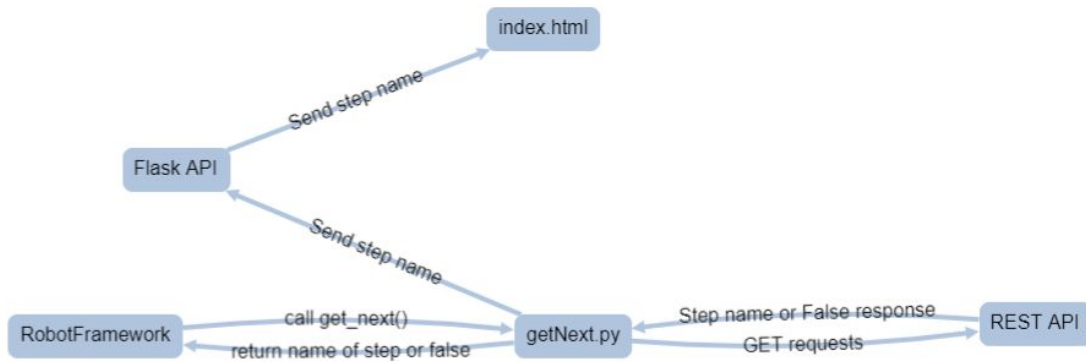 index.html
Send step name
Flask API
Send step name
call get_next()
Step name or False response
RobotFramework
getNext.py
REST API
return name of step or false
GET requests